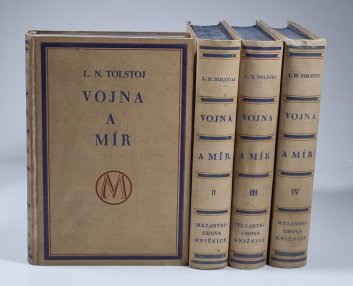 L. N. TOLSTOJ
VOJNA
A
MÍR
M
L. N. TOLSTOJ
VOJNA
A MÍR
II
MELANTRI-
CHOVA
KNIŽNICE
L. N. TOLSTOJ
VOJNA
A MÍR
III
MELANTRI-
CHOVA
KNIŽNICE
L. N. TOLSTOJ
VOJNA
A MÍR
IV
MELANTRI-
CHOVA
KNIŽNICE